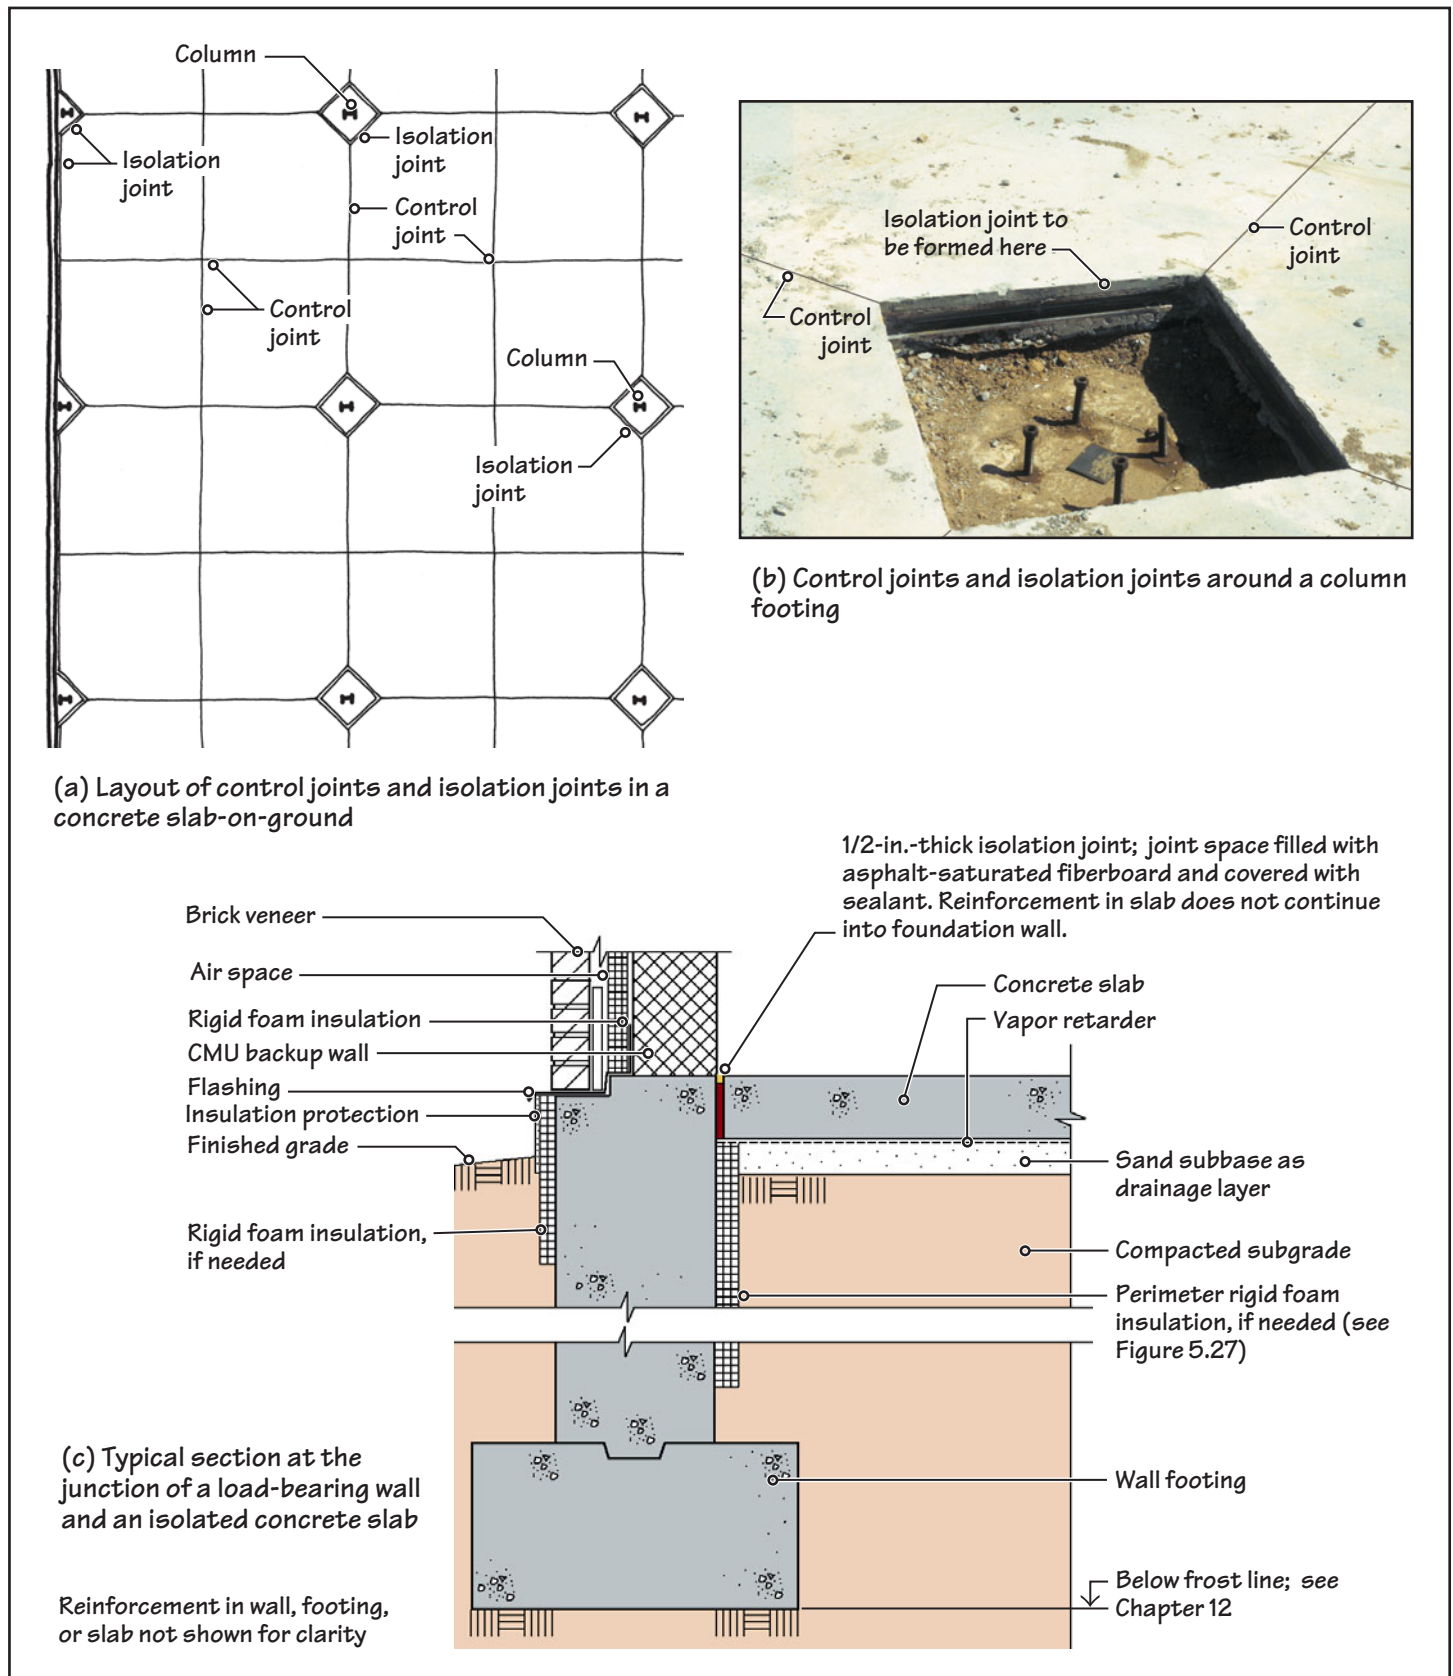 Column
Isolation
joint
Isolation
joint
Control
joint
Control
joint
Column
Isolation
joint
(a) Layout of control joints and isolation joints in a
concrete slab-on-ground
Isolation joint to
be formed here
Control
joint
Control
joint
(b) Control joints and isolation joints around a column
footing
1/2-in.-thick isolation joint; joint space filled with
asphalt-saturated fiberboard and covered with
sealant. Reinforcement in slab does not continue
into foundation wall.
Brick veneer
Air space
Rigid foam insulation
CMU backup wall
Flashing
Insulation protection
Finished grade
Rigid foam insulation,
if needed
Concrete slab
Vapor retarder
Sand subbase as
drainage layer
Compacted subgrade
Perimeter rigid foam
insulation, if needed (see
Figure 5.27)
Wall footing
Below frost line; see
Chapter 12
(c) Typical section at the
junction of a load-bearing wall
and an isolated concrete slab
Reinforcement in wall, footing,
or slab not shown for clarity